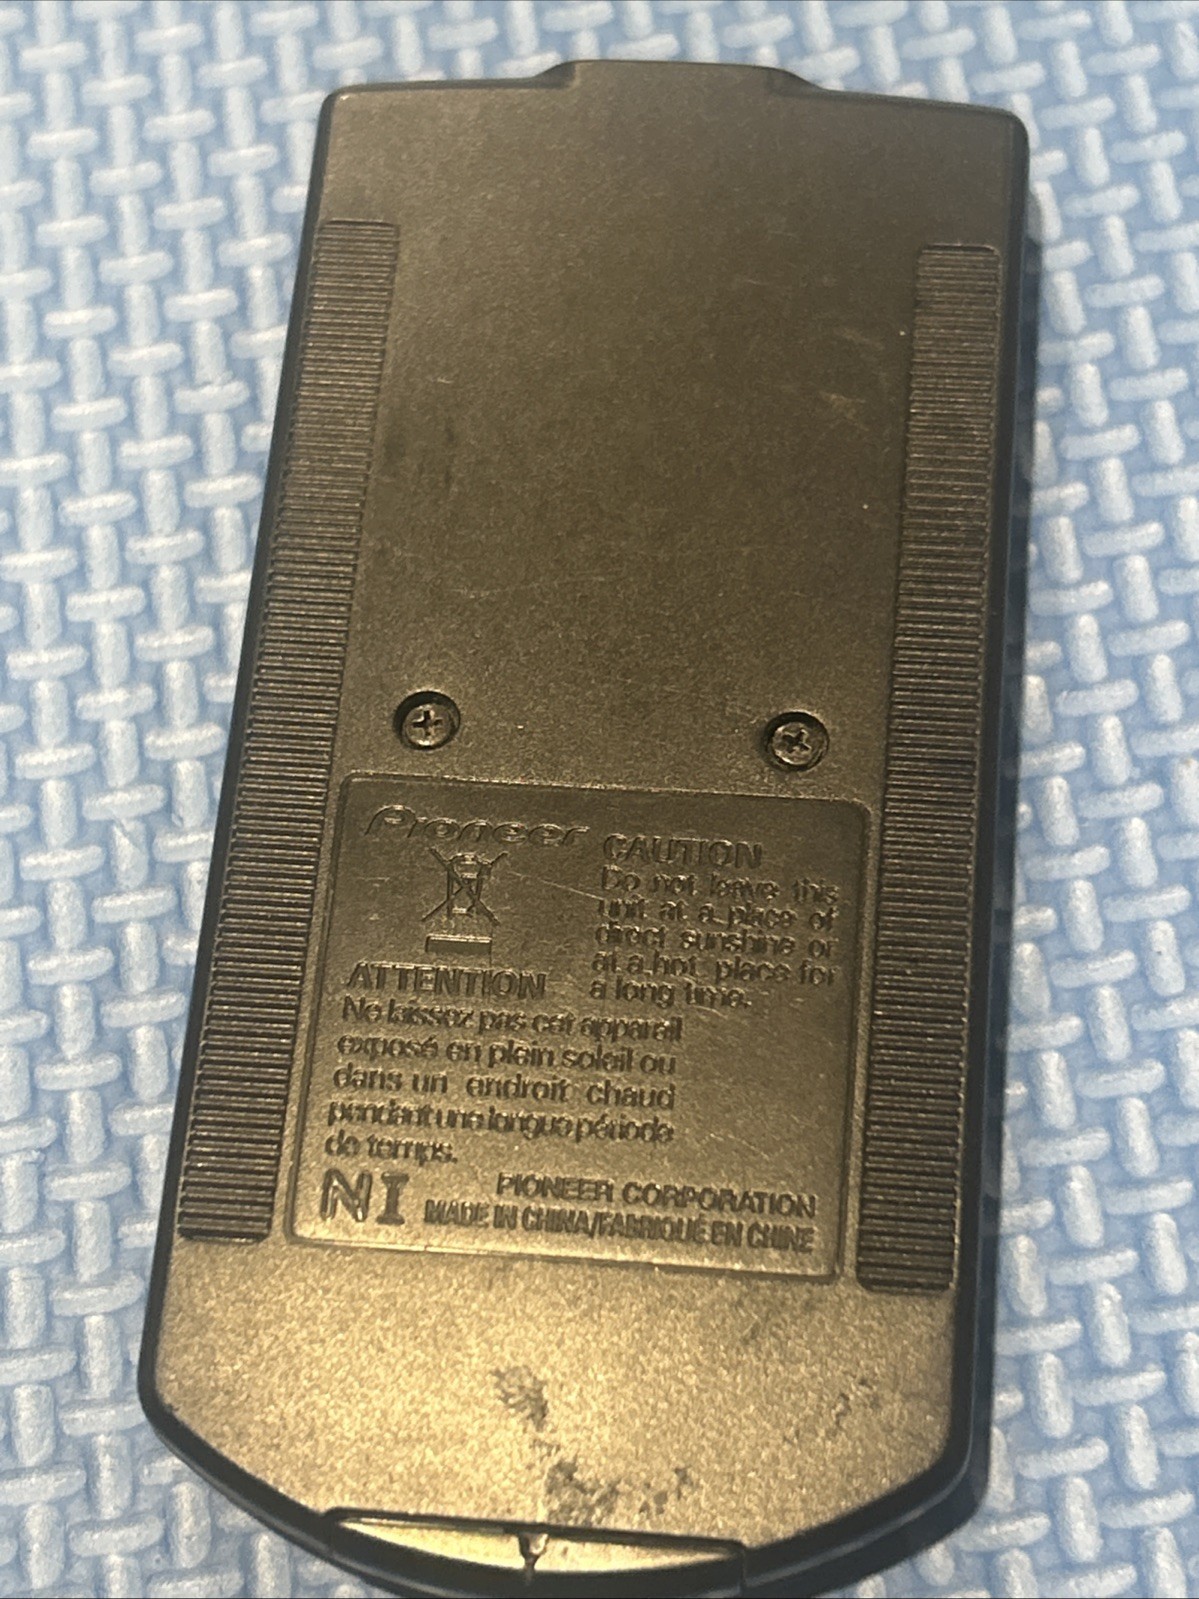 Pioneer
CAUTION
Do not leave this
unit at a place of
direct sunshine or
at a hot place for
a long time.
ATTENTION
Ne laissez pas cet appareil
exposé en plein soleil ou
dans un endroit chaud
pendant une longue période
de temps.
NI
PIONEER CORPORATION
MADE IN CHINA/FABRIQUÉ EN CHINE